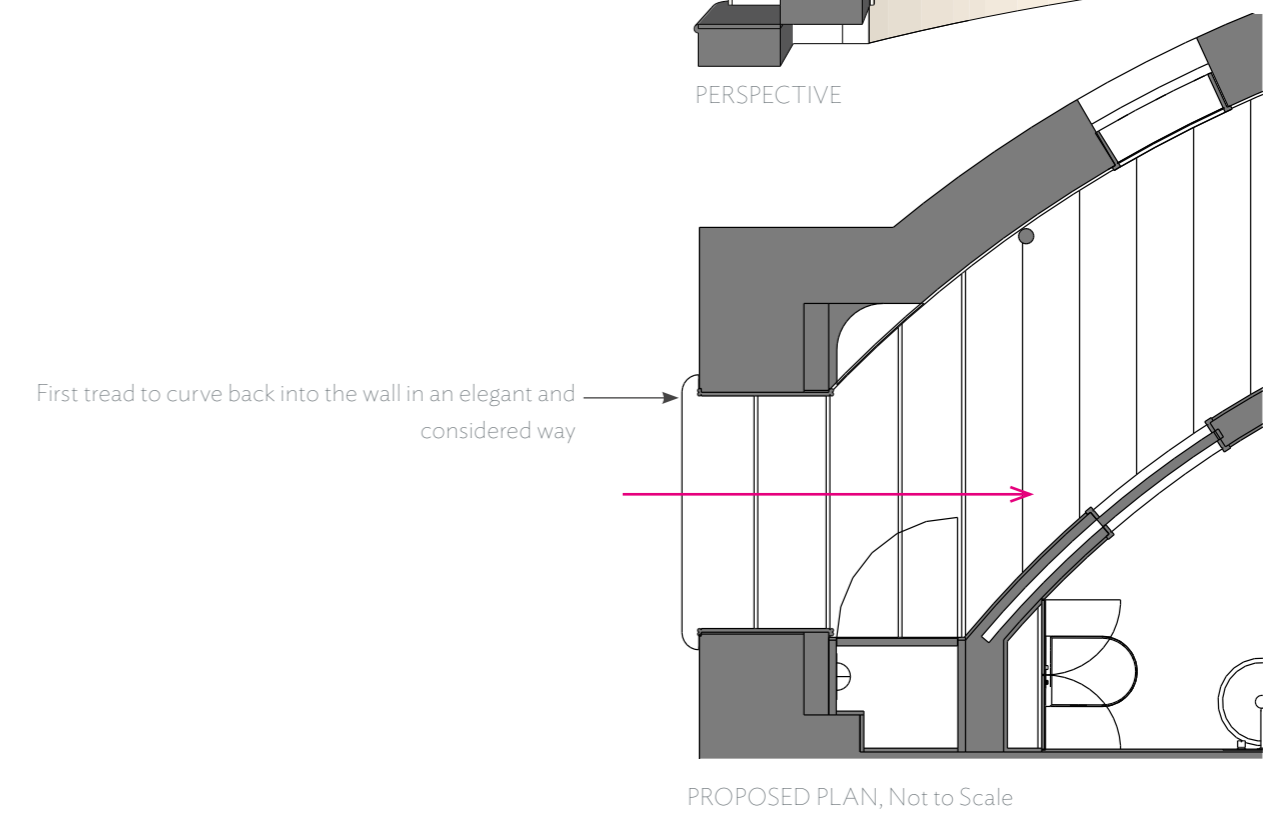 PERSPECTIVE
First tread to curve back into the wall in an elegant and
considered way
PROPOSED PLAN, Not to Scale